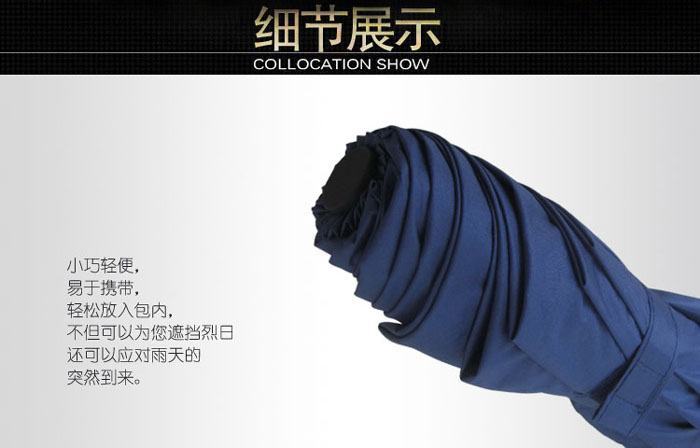 细节展示
COLLOCATION SHOW
小巧轻便,
易于携带,
轻松放入包内,
不但可以为您遮挡烈日
还可以应对雨天的
突然到来。